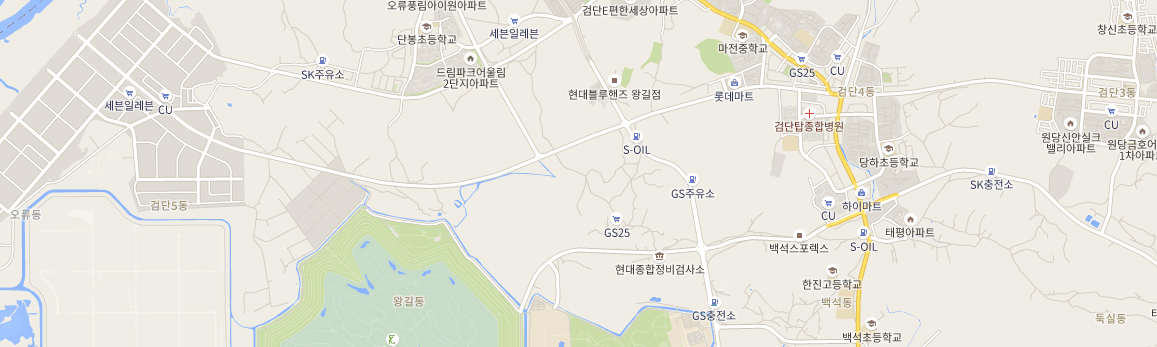 오류풍림아이원아파트
검단E편한세상아파트
단봉초등학교
세븐일레븐
마전중학교
창신초등학교
SK주유소
드림파크어울림
2단지아파트
GS25
CU
현대블루핸즈 왕길점
롯데마트
검단4동
검단3동
세븐일레븐
CU
검단탑종합병원
CU
원당신안실크
밸리아파트
원당금호어
1차아파
S-OIL
당하초등학교
SK충전소
GS주유소
검단5동
오류동
CU
하이마트
GS25
태평아파트
백석스포렉스
S-OIL
현대종합정비검사소
한진고등학교
왕길동
백석동
GS충전소
둑실동
백석초등학교